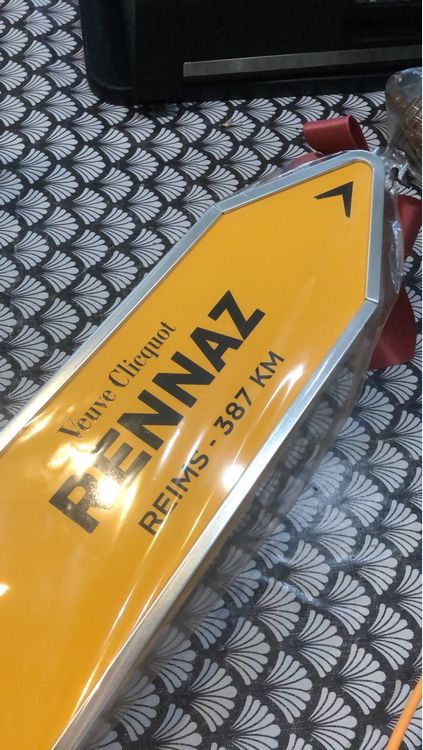 Veuve Clicquot
RENNAZ
REIMS - 387 KM